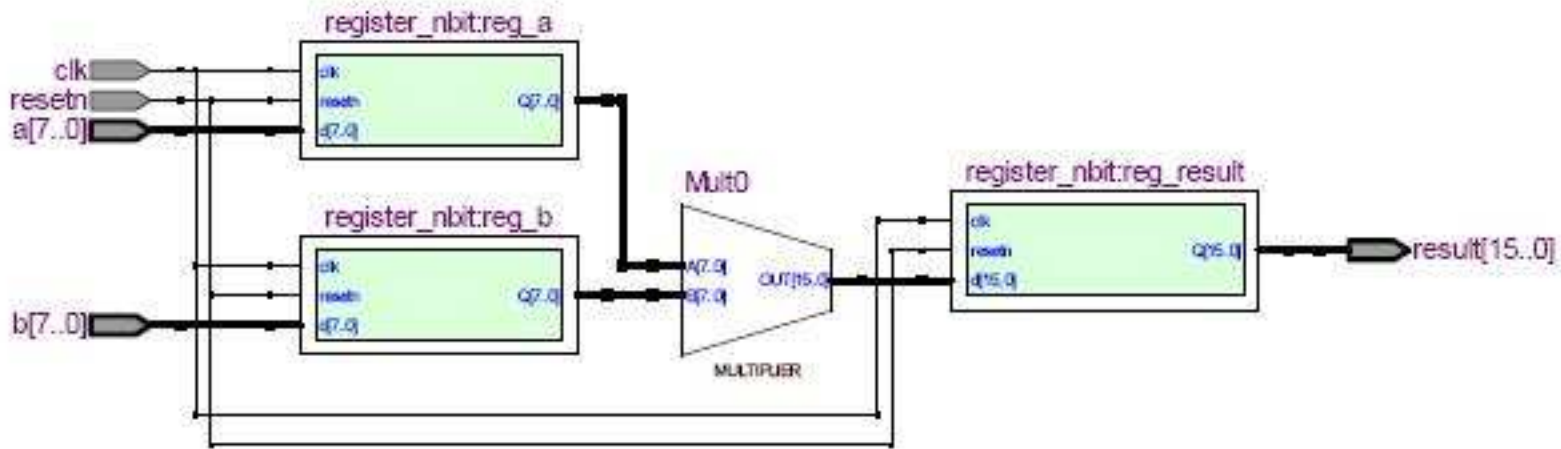 register_nbit:reg_a
clk
resetn
a[7..0]
clk
resetn
d[7..0]
Q[7..0]
register_nbit:reg_b
b[7..0]
clk
resetn
d[7..0]
Q[7..0]
Mult0
A[7..0]
B[7..0]
OUT[15..0]
MULTIPLIER
register_nbit:reg_result
clk
resetn
d[15..0]
Q[15..0]
result[15..0]